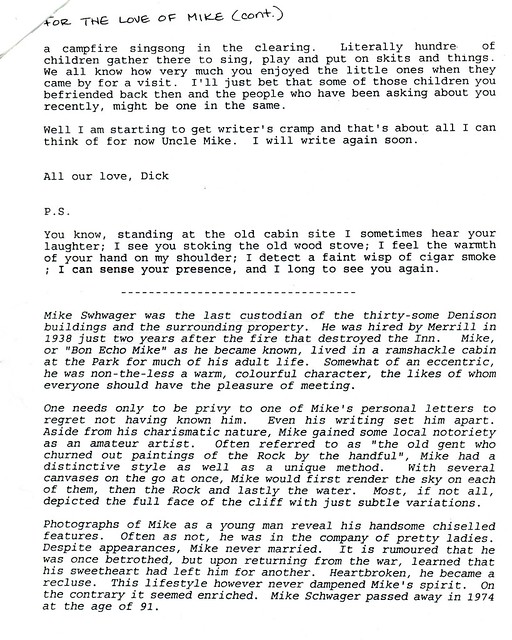 FOR THE LOVE OF MIKE (cont.)
a campfire singsong in the clearing. Literally hundre of
children gather there to sing, play and put on skits and things.
We all know how very much you enjoyed the little ones when they
came by for a visit. I'll just bet that some of those children you
befriended back then and the people who have been asking about you
recently, might be one in the same.
Well I am starting to get writer's cramp and that's about all I can
think of for now Uncle Mike. I will write again soon.
All our love, Dick
P.S.
You know, standing at the old cabin site I sometimes hear your
laughter; I see you stoking the old wood stove; I feel the warmth
of your hand on my shoulder; I detect a faint wisp of cigar smoke
; I can sense your presence, and I long to see you again.
---------------------------------
Mike Swhwager was the last custodian of the thirty-some Denison
buildings and the surrounding property. He was hired by Merrill in
1938 just two years after the fire that destroyed the Inn. Mike,
or "Bon Echo Mike" as he became known, lived in a ramshackle cabin
at the Park for much of his adult life. Somewhat of an eccentric,
he was non-the-less a warm, colourful character, the likes of whom
everyone should have the pleasure of meeting.
One needs only to be privy to one of Mike's personal letters to
regret not having known him. Even his writing set him apart.
Aside from his charismatic nature, Mike gained some local notoriety
as an amateur artist. Often referred to as "the old gent who
churned out paintings of the Rock by the handful", Mike had a
distinctive style as well as a unique method. With several
canvases on the go at once, Mike would first render the sky on each
of them, then the Rock and lastly the water. Most, if not all,
depicted the full face of the cliff with just subtle variations.
Photographs of Mike as a young man reveal his handsome chiselled
features. Often as not, he was in the company of pretty ladies.
Despite appearances, Mike never married. It is rumoured that he
was once betrothed, but upon returning from the war, learned that
his sweetheart had left him for another. Heartbroken, he became a
recluse. This lifestyle however never dampened Mike's spirit. On
the contrary it seemed enriched. Mike Schwager passed away in 1974
at the age of 91.